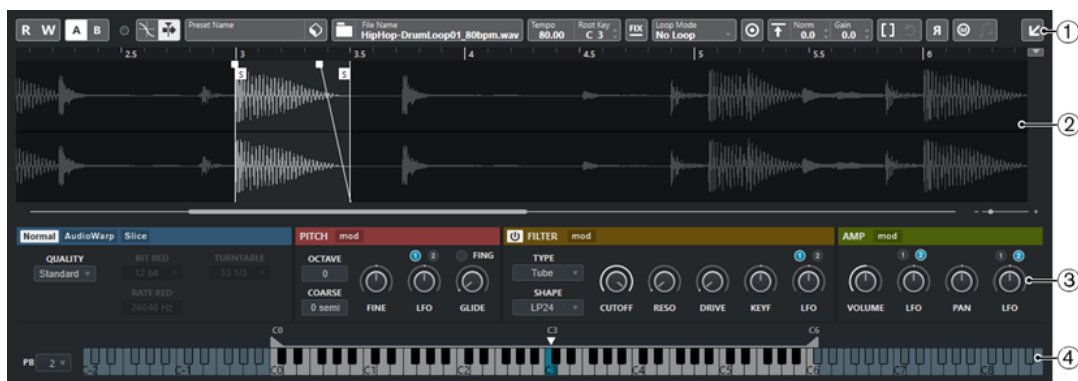 R W A B Preset Name File Name HipHop-DrumLoop01_80bpm.wav Tempo 80.00 Root Key C 3 FIX Loop Mode No Loop Norm 0.0 Gain 0.0 [ ] R M 1
2.5 3 3.5 4 4.5 5 5.5 6
S S
2
Normal AudioWarp Slice PITCH mod FILTER mod AMP mod
QUALITY BIT RED TURNTABLE OCTAVE 1 2 FING TYPE 1 2 1 2 1 2
Standard 12 bit 33 1/3 0 Tube
3
RATE RED COARSE SHAPE
26040 Hz 0 semi FINE LFO GLIDE LP24 CUTOFF RESO DRIVE KEYF LFO VOLUME LFO PAN LFO
C0 C3 C6
PB 2 4
C-2 C-1 C0 C1 C2 C3 C4 C5 C6 C7 C8